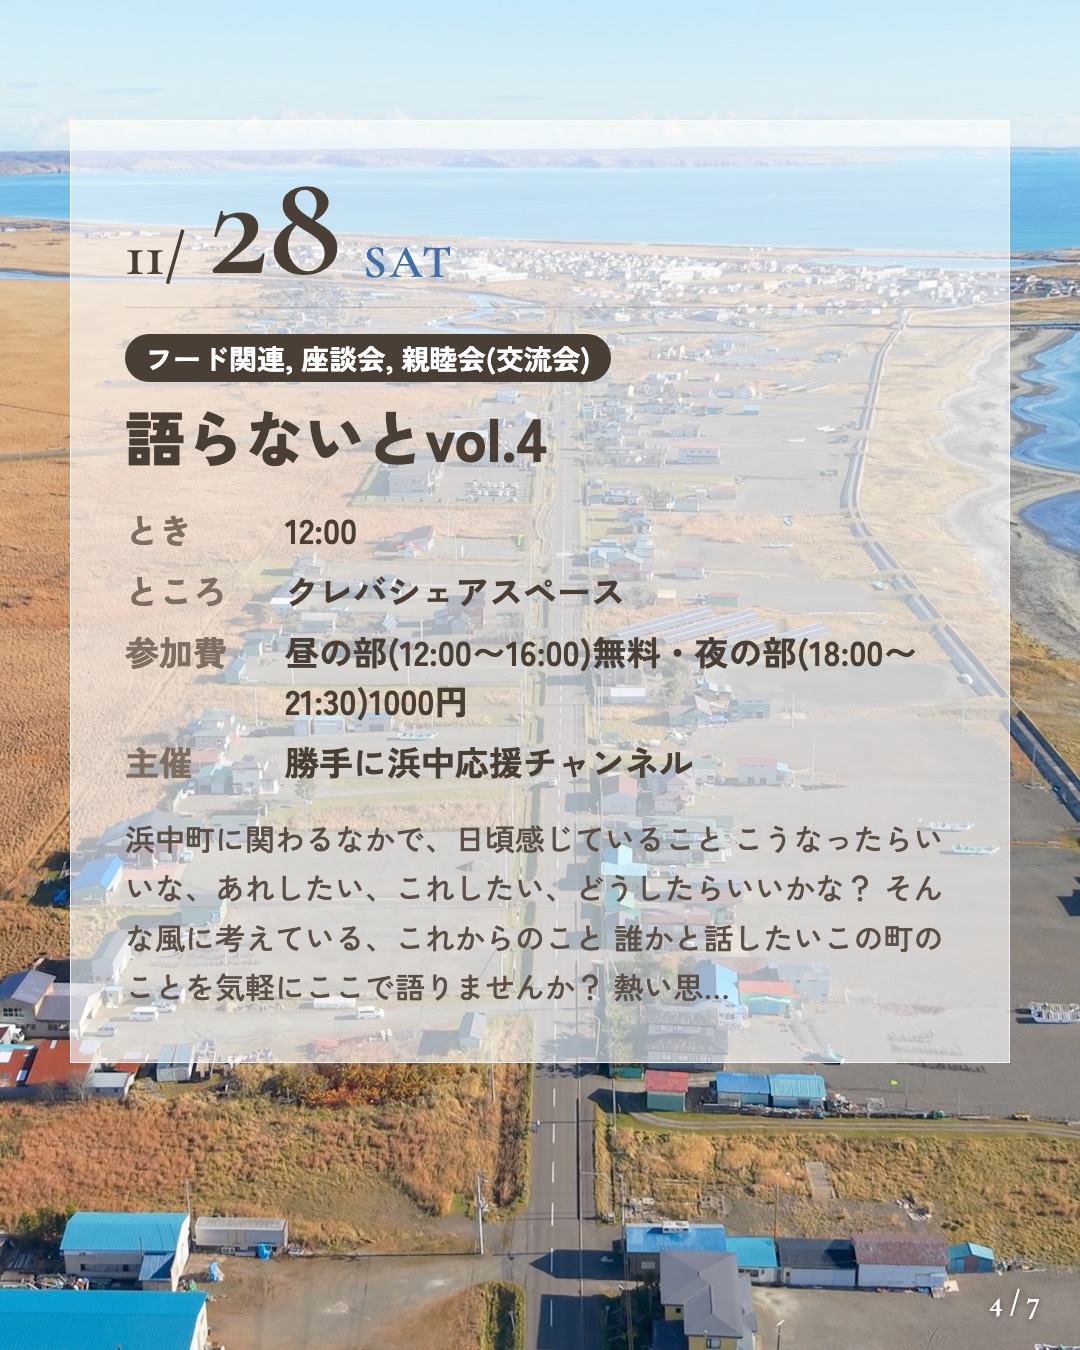 11/ 28 SAT
フード関連, 座談会, 親睦会(交流会)
語らないとvol.4
とき 12:00
ところ クレバシェアスペース
参加費 昼の部(12:00〜16:00)無料・夜の部(18:00〜
21:30)1000円
主催 勝手に浜中応援チャンネル
浜中町に関わるなかで、日頃感じていること こうなったらい
いな、あれしたい、これしたい、どうしたらいいかな？ そん
な風に考えている、これからのこと 誰かと話したいこの町の
ことを気軽にここで語りませんか？ 熱い思...
4/7